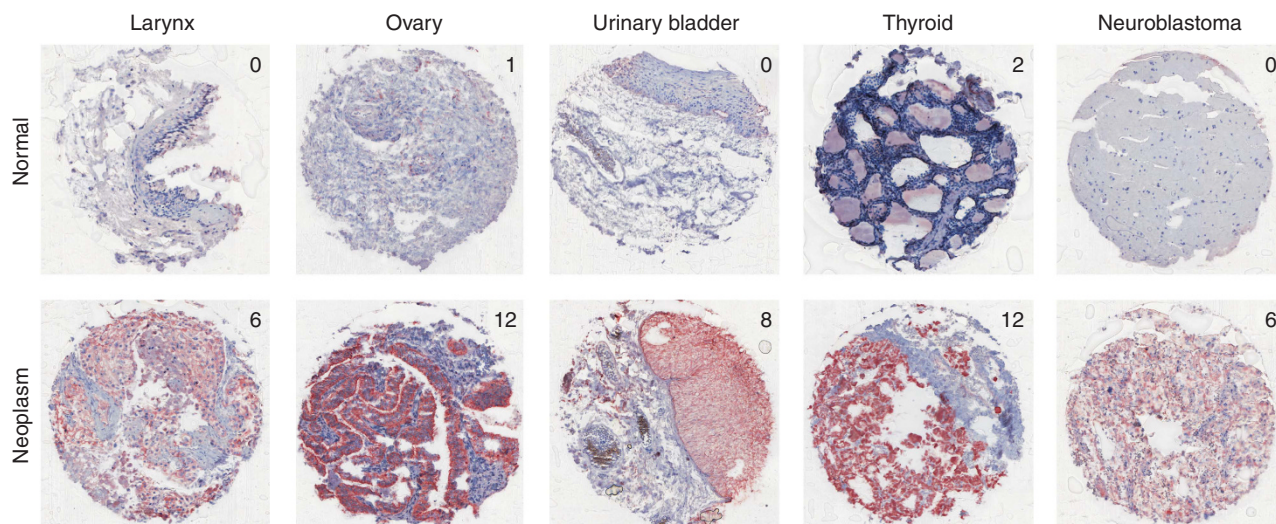 Larynx Ovary Urinary bladder Thyroid Neuroblastoma
Normal
0 1 0 2 0
Neoplasm
6 12 8 12 6